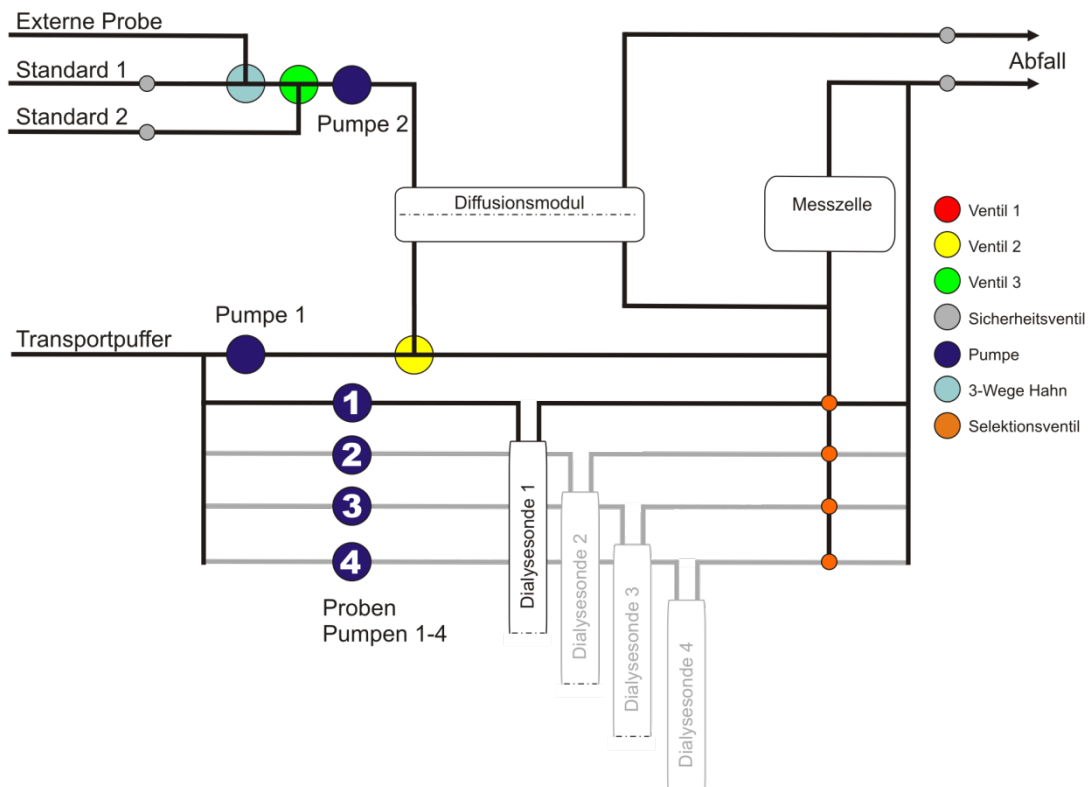 Externe Probe
Standard 1
Standard 2
Pumpe 2
Abfall
Diffusionsmodul
Messzelle
Ventil 1
Ventil 2
Ventil 3
Sicherheitsventil
Pumpe
3-Wege Hahn
Selektionsventil
Pumpe 1
Transportpuffer
1
2
3
4
Proben
Pumpen 1-4
Dialysesonde 1
Dialysesonde 2
Dialysesonde 3
Dialysesonde 4